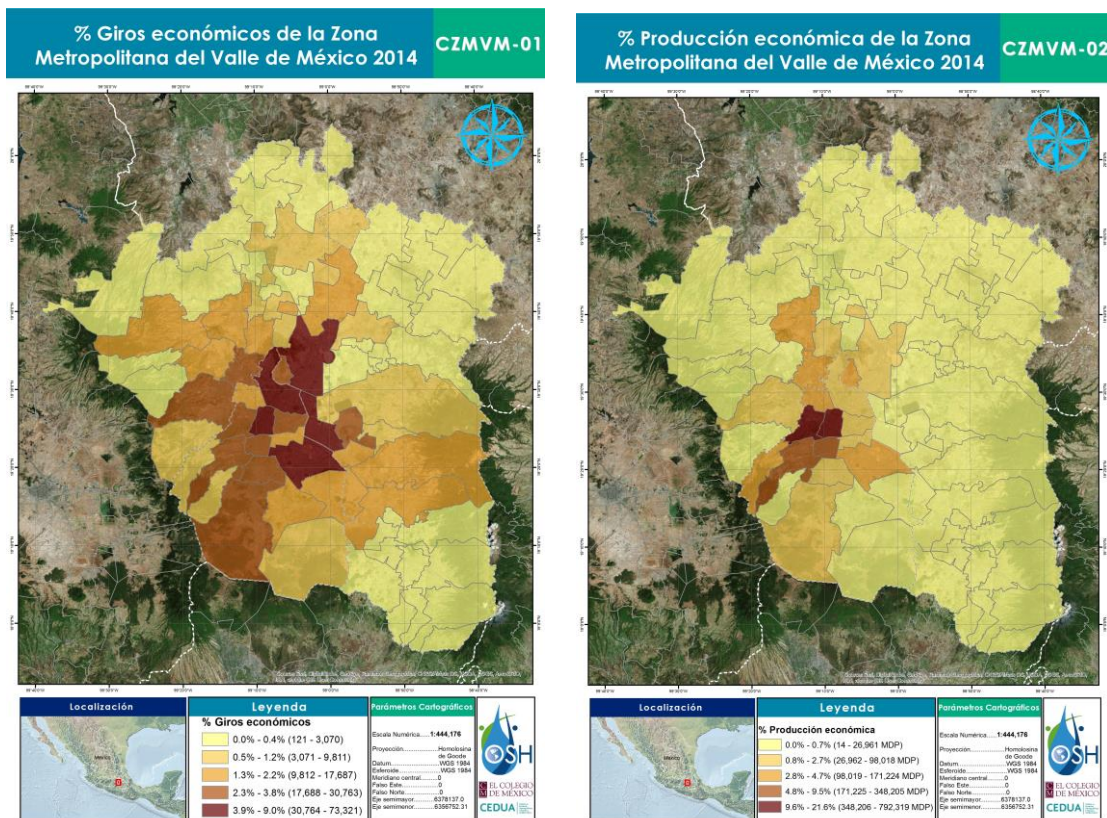 % Giros económicos de la Zona
Metropolitana del Valle de México 2014
CZMVM-01
Localización
México
Leyenda
% Giros económicos
0.0% - 0.4% (121 - 3,070)
0.5% - 1.2% (3,071 - 9,811)
1.3% - 2.2% (9,812 - 17,687)
2.3% - 3.8% (17,688 - 30,763)
3.9% - 9.0% (30,764 - 73,321)
Parámetros Cartográficos
Escala Numérica.....1:444,176
Proyección..............Homolosina
de Goode
Datum.....................WGS 1984
Esferoide.................WGS 1984
Meridiano central.......0
Falso Este..................0
Falso Norte................0
Eje semimayor..........6378137.0
Eje semimenor..........6356752.31
OSH
EL COLEGIO
DE MÉXICO
CEDUA
% Producción económica de la Zona
Metropolitana del Valle de México 2014
CZMVM-02
Localización
México
Leyenda
% Producción económica
0.0% - 0.7% (14 - 26,961 MDP)
0.8% - 2.7% (26,962 - 98,018 MDP)
2.8% - 4.7% (98,019 - 171,224 MDP)
4.8% - 9.5% (171,225 - 348,205 MDP)
9.6% - 21.6% (348,206 - 792,319 MDP)
Parámetros Cartográficos
Escala Numérica.....1:444,176
Proyección..............Homolosina
de Goode
Datum.....................WGS 1984
Esferoide.................WGS 1984
Meridiano central.......0
Falso Este..................0
Falso Norte................0
Eje semimayor..........6378137.0
Eje semimenor..........6356752.31
OSH
EL COLEGIO
DE MÉXICO
CEDUA